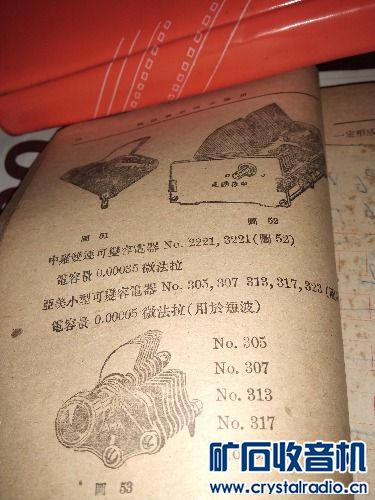 圖 51
圖 52
中雍雙連可變容電器 No. 2221, 3221 (圖 52)
電容量 0.00035 微法拉
亞美小型可變容電器 No. 305, 307 313, 317, 323
電容量 0.00005 微法拉(用於短波)
No. 305
No. 307
No. 313
No. 317
圖 53
矿石收音机
www.crystalradio.cn